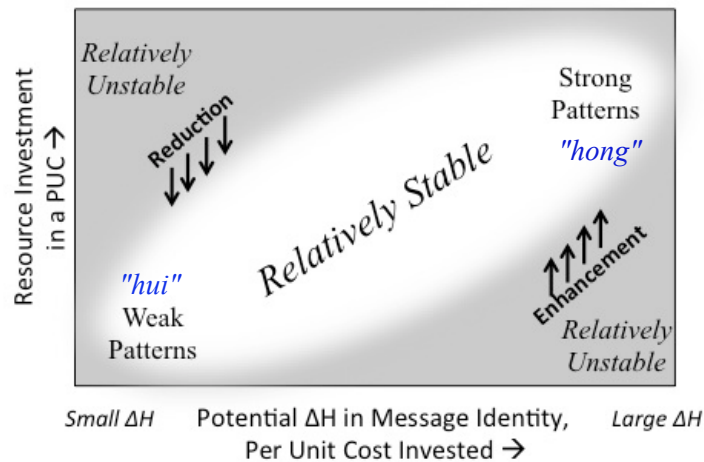 Relatively
Unstable
Reduction
Strong
Patterns
"hong"
Relatively Stable
"hui"
Weak
Patterns
Enhancement
Relatively
Unstable
Resource Investment
in a PUC →
Small ΔH
Potential ΔH in Message Identity,
Per Unit Cost Invested →
Large ΔH